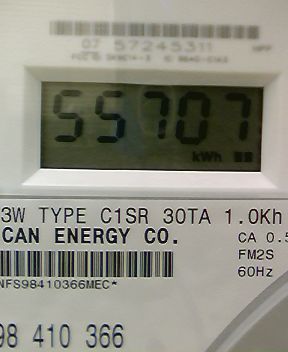 07 57245311
55707
kWh
3W TYPE C1SR 30TA 1.0Kh
CAN ENERGY CO.
CA 0.5
FM2S
60Hz
NFS98410366MEC*
98 410 366